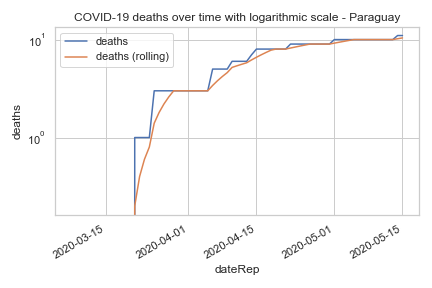 COVID-19 deaths over time with logarithmic scale - Paraguay
10¹
deaths
deaths (rolling)
deaths
10⁰
2020-03-15
2020-04-01
2020-04-15
2020-05-01
2020-05-15
dateRep